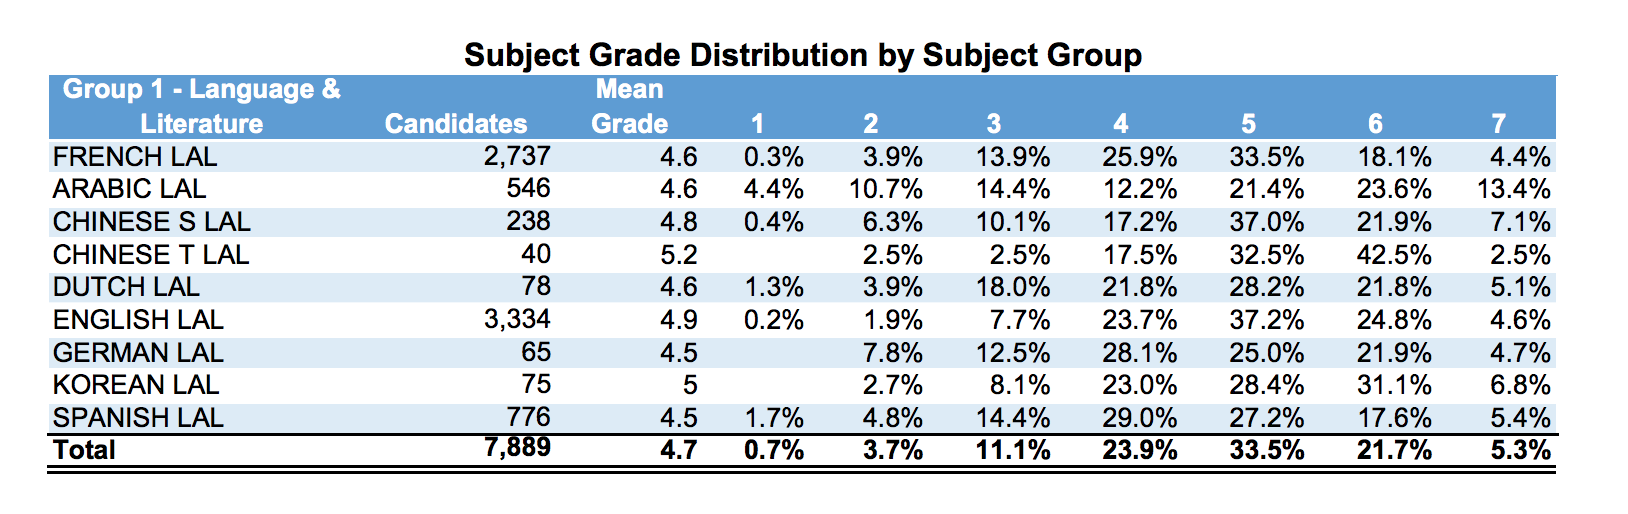 Subject Grade Distribution by Subject Group
Group 1 - Language & Mean
Literature Candidates Grade 1 2 3 4 5 6 7
FRENCH LAL 2,737 4.6 0.3% 3.9% 13.9% 25.9% 33.5% 18.1% 4.4%
ARABIC LAL 546 4.6 4.4% 10.7% 14.4% 12.2% 21.4% 23.6% 13.4%
CHINESE S LAL 238 4.8 0.4% 6.3% 10.1% 17.2% 37.0% 21.9% 7.1%
CHINESE T LAL 40 5.2 2.5% 2.5% 17.5% 32.5% 42.5% 2.5%
DUTCH LAL 78 4.6 1.3% 3.9% 18.0% 21.8% 28.2% 21.8% 5.1%
ENGLISH LAL 3,334 4.9 0.2% 1.9% 7.7% 23.7% 37.2% 24.8% 4.6%
GERMAN LAL 65 4.5 7.8% 12.5% 28.1% 25.0% 21.9% 4.7%
KOREAN LAL 75 5 2.7% 8.1% 23.0% 28.4% 31.1% 6.8%
SPANISH LAL 776 4.5 1.7% 4.8% 14.4% 29.0% 27.2% 17.6% 5.4%
Total 7,889 4.7 0.7% 3.7% 11.1% 23.9% 33.5% 21.7% 5.3%